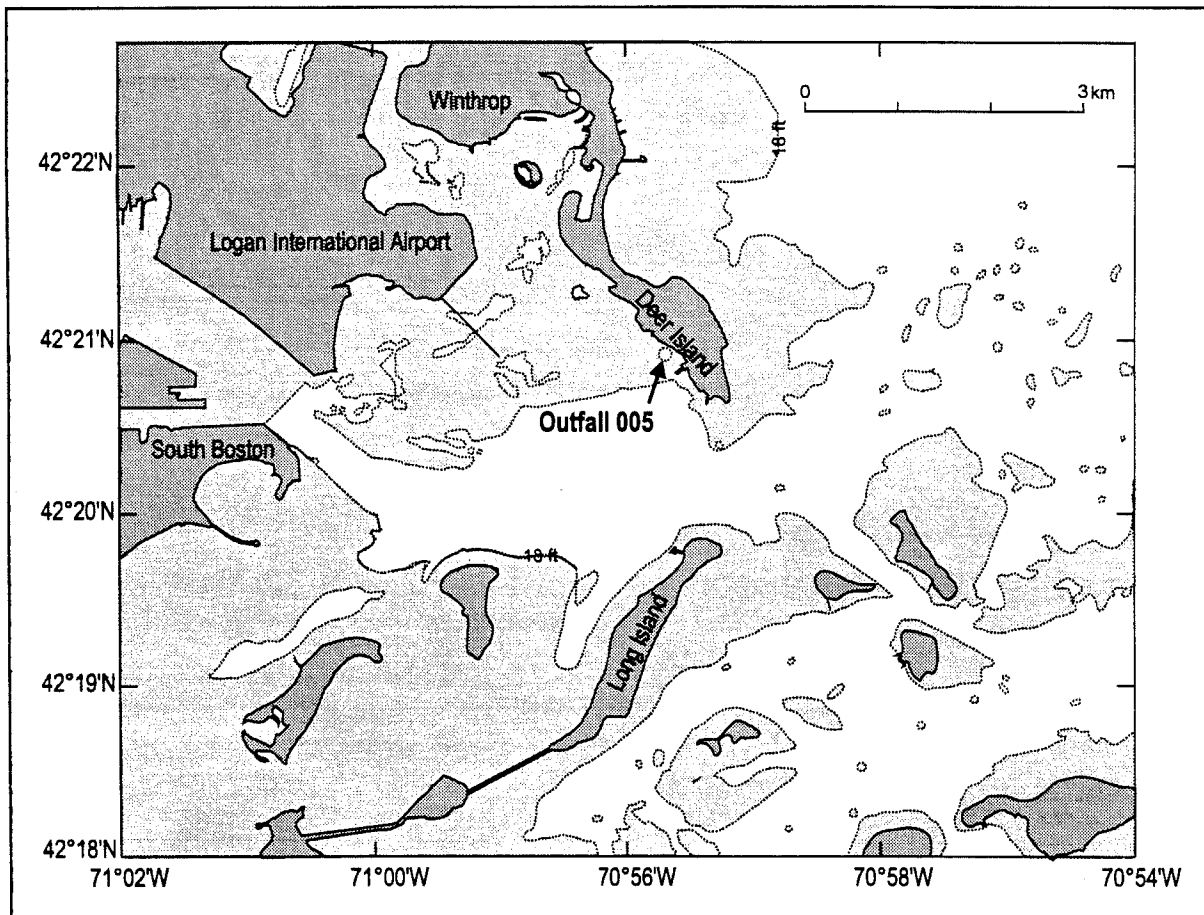 0 3 km
Winthrop
18 ft
42°22'N
Logan International Airport
42°21'N
Deer Island
Outfall 005
South Boston
42°20'N
18 ft
Long Island
42°19'N
42°18'N
71°02'W 71°00'W 70°56'W 70°58'W 70°54'W